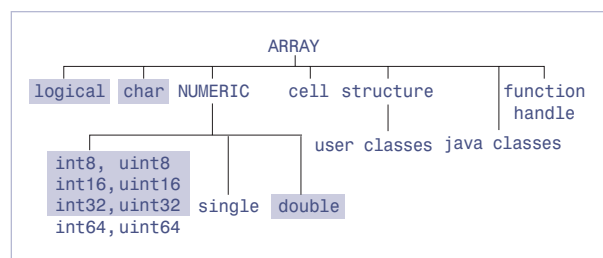 ARRAY
logical char NUMERIC cell structure function
handle
user classes java classes
int8, uint8
int16, uint16
int32, uint32 single double
int64, uint64